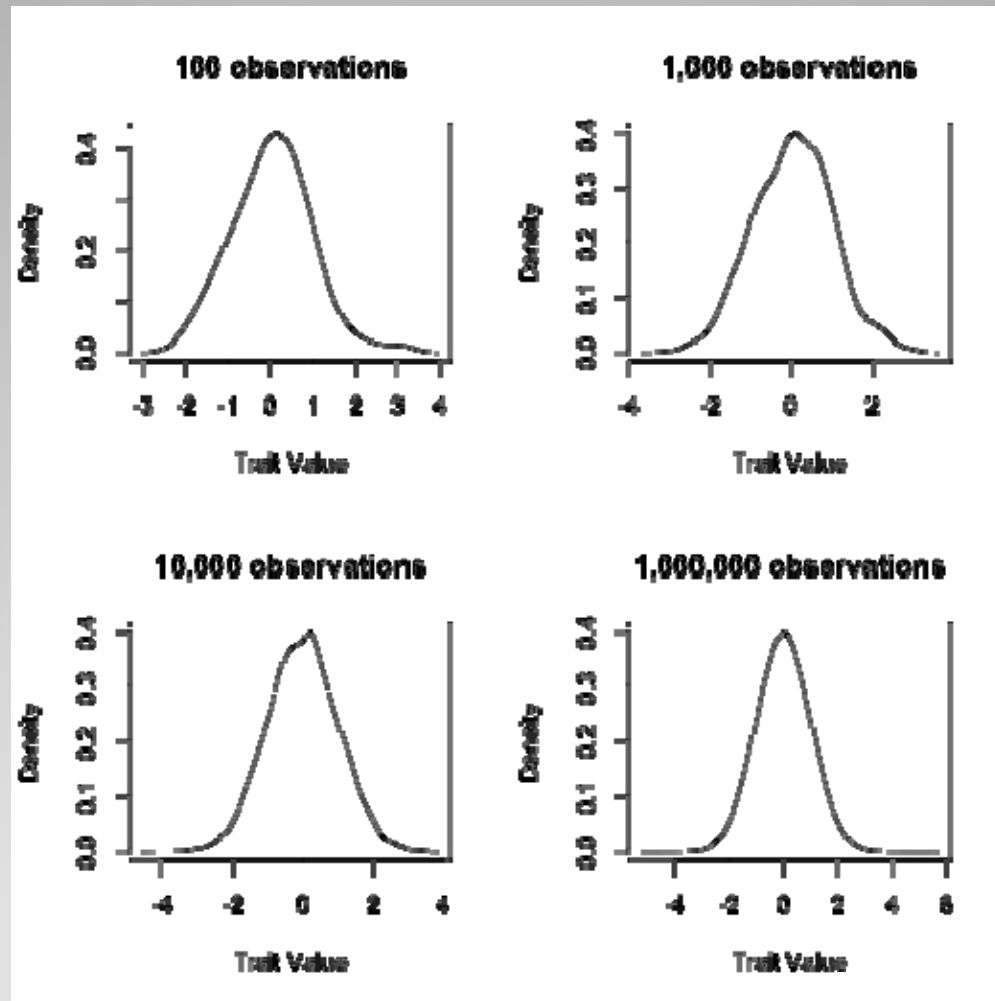 100 observations
1,000 observations
Density
0.0 0.2 0.4
-3 -2 -1 0 1 2 3 4
Trait Value
Density
0.0 0.1 0.2 0.3 0.4
-4 -2 0 2
Trait Value
10,000 observations
1,000,000 observations
Density
0.0 0.1 0.2 0.3 0.4
-4 -2 0 2 4
Trait Value
Density
0.0 0.1 0.2 0.3 0.4
-4 -2 0 2 4 6
Trait Value